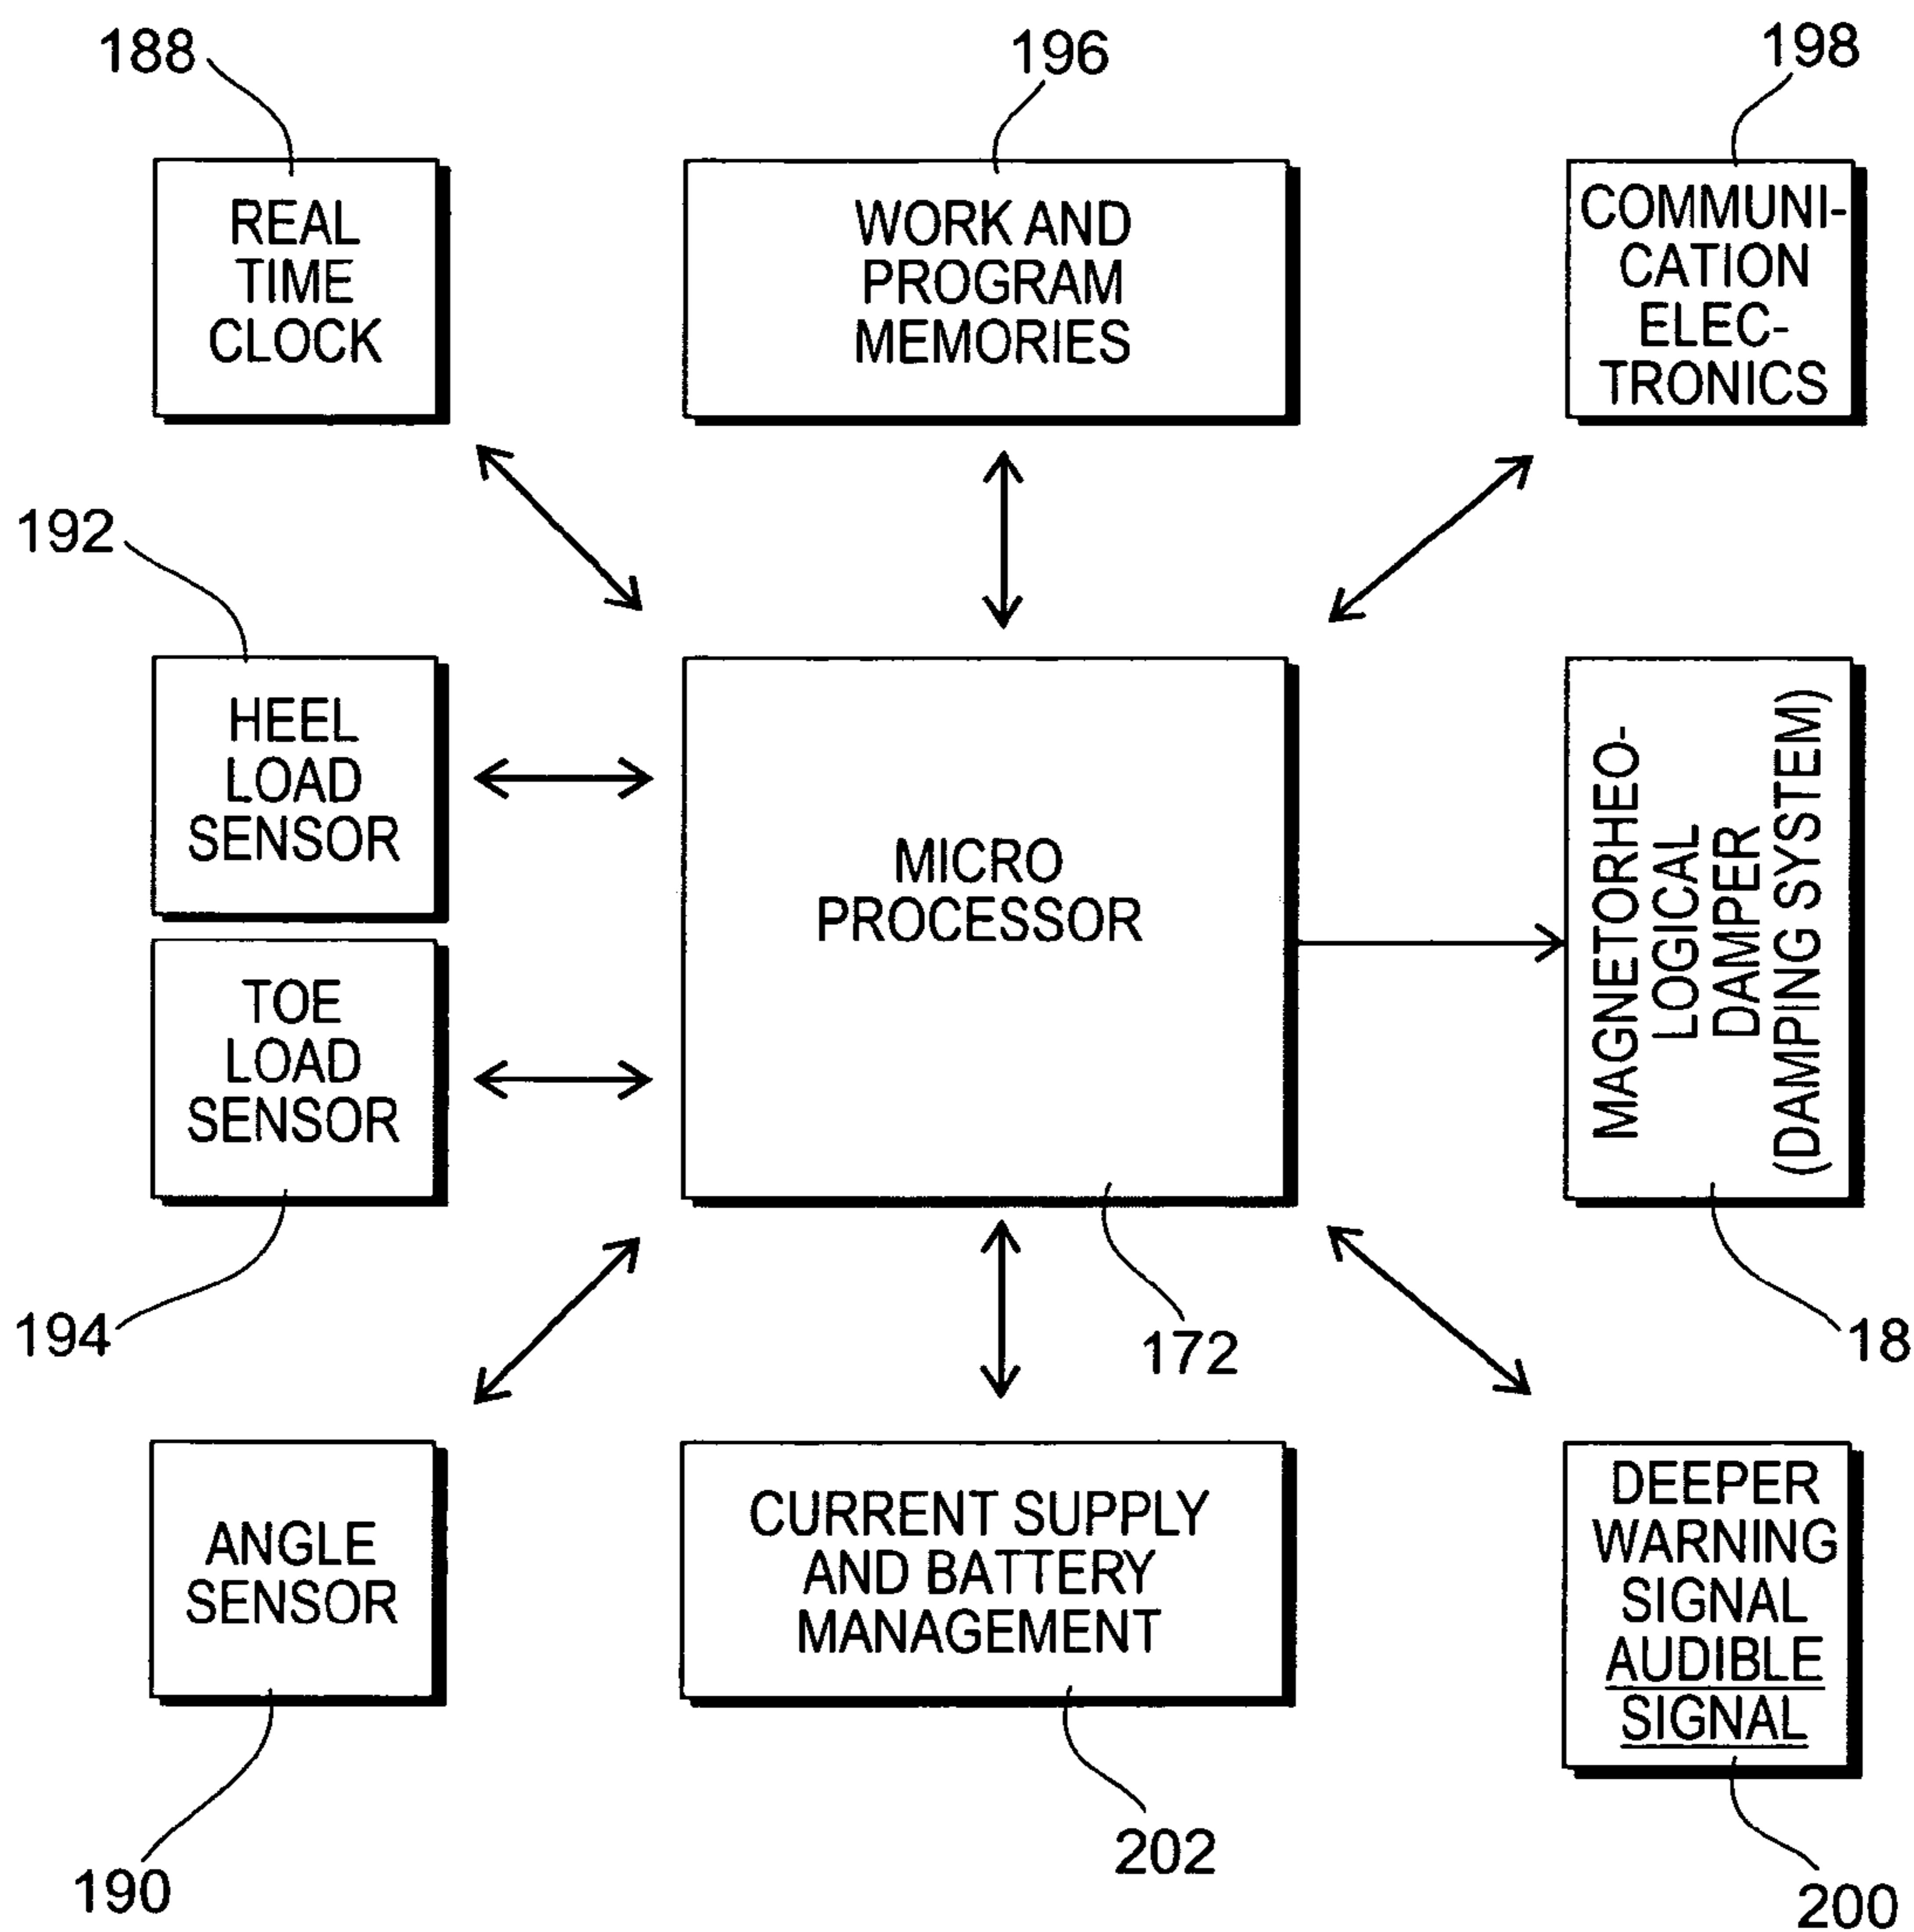 188
196
198
REAL
TIME
CLOCK
WORK AND
PROGRAM
MEMORIES
COMMUNI-
CATION
ELEC-
TRONICS
192
HEEL
LOAD
SENSOR
MICRO
PROCESSOR
MAGNETORHEO-
LOGICAL
DAMPER
(DAMPING SYSTEM)
TOE
LOAD
SENSOR
194
172
18
ANGLE
SENSOR
CURRENT SUPPLY
AND BATTERY
MANAGEMENT
DEEPER
WARNING
SIGNAL
AUDIBLE
SIGNAL
190
202
200